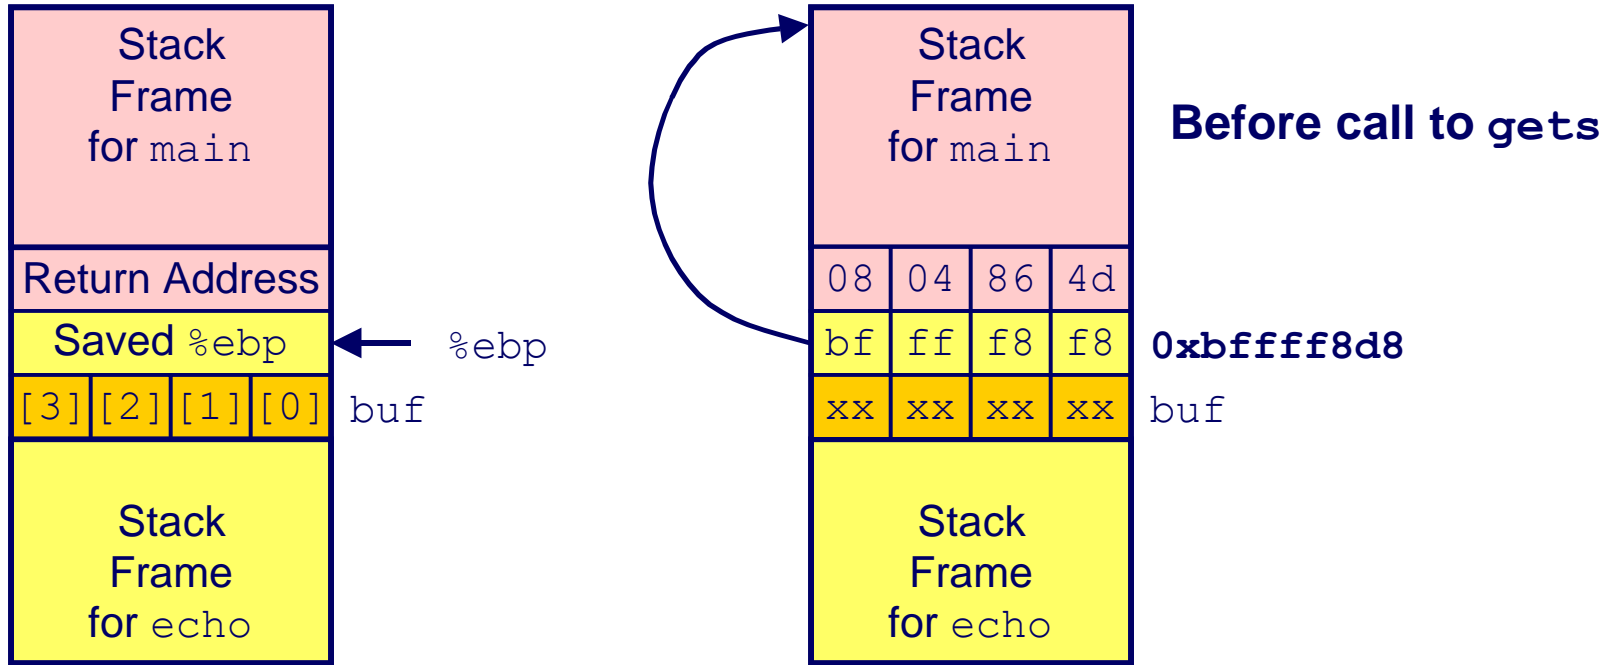 Stack
Frame
for main
Return Address
Saved %ebp
%ebp
[3] [2] [1] [0]
buf
Stack
Frame
for echo
Stack
Frame
for main
Before call to gets
08 04 86 4d
bf ff f8 f8
0xbffff8d8
xx xx xx xx
buf
Stack
Frame
for echo